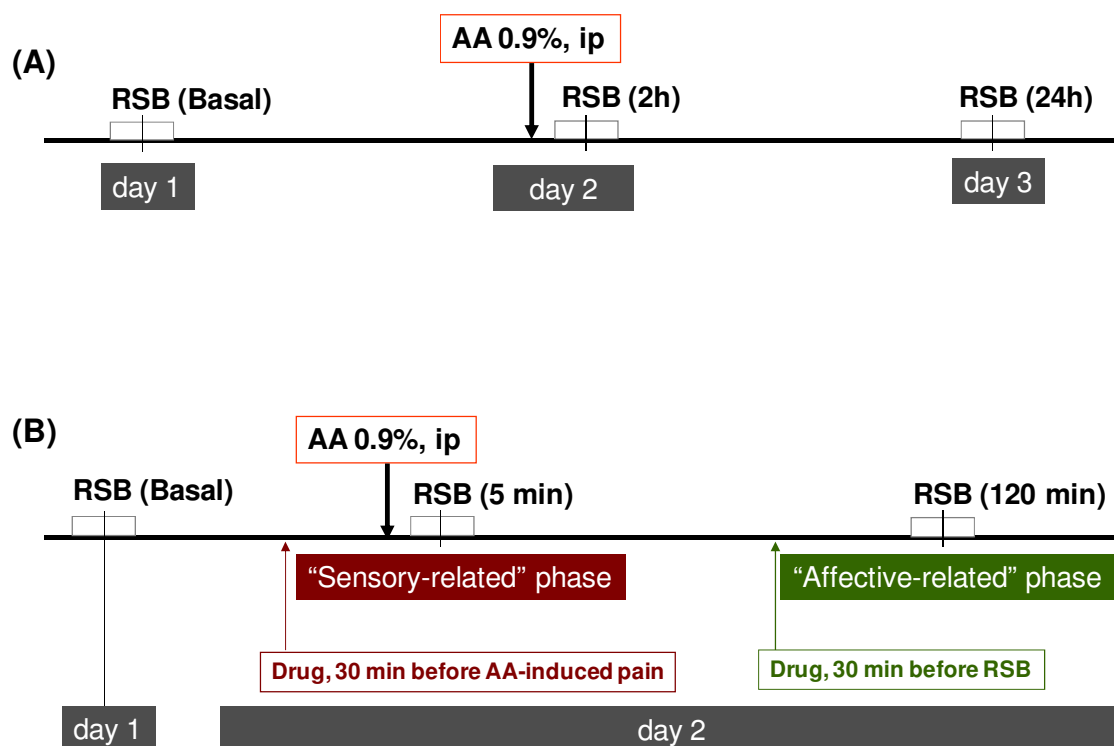 AA 0.9%, ip
(A)
RSB (Basal)
RSB (2h)
RSB (24h)
day 1
day 2
day 3
(B)
AA 0.9%, ip
RSB (Basal)
RSB (5 min)
RSB (120 min)
“Sensory-related” phase
“Affective-related” phase
Drug, 30 min before AA-induced pain
Drug, 30 min before RSB
day 1
day 2